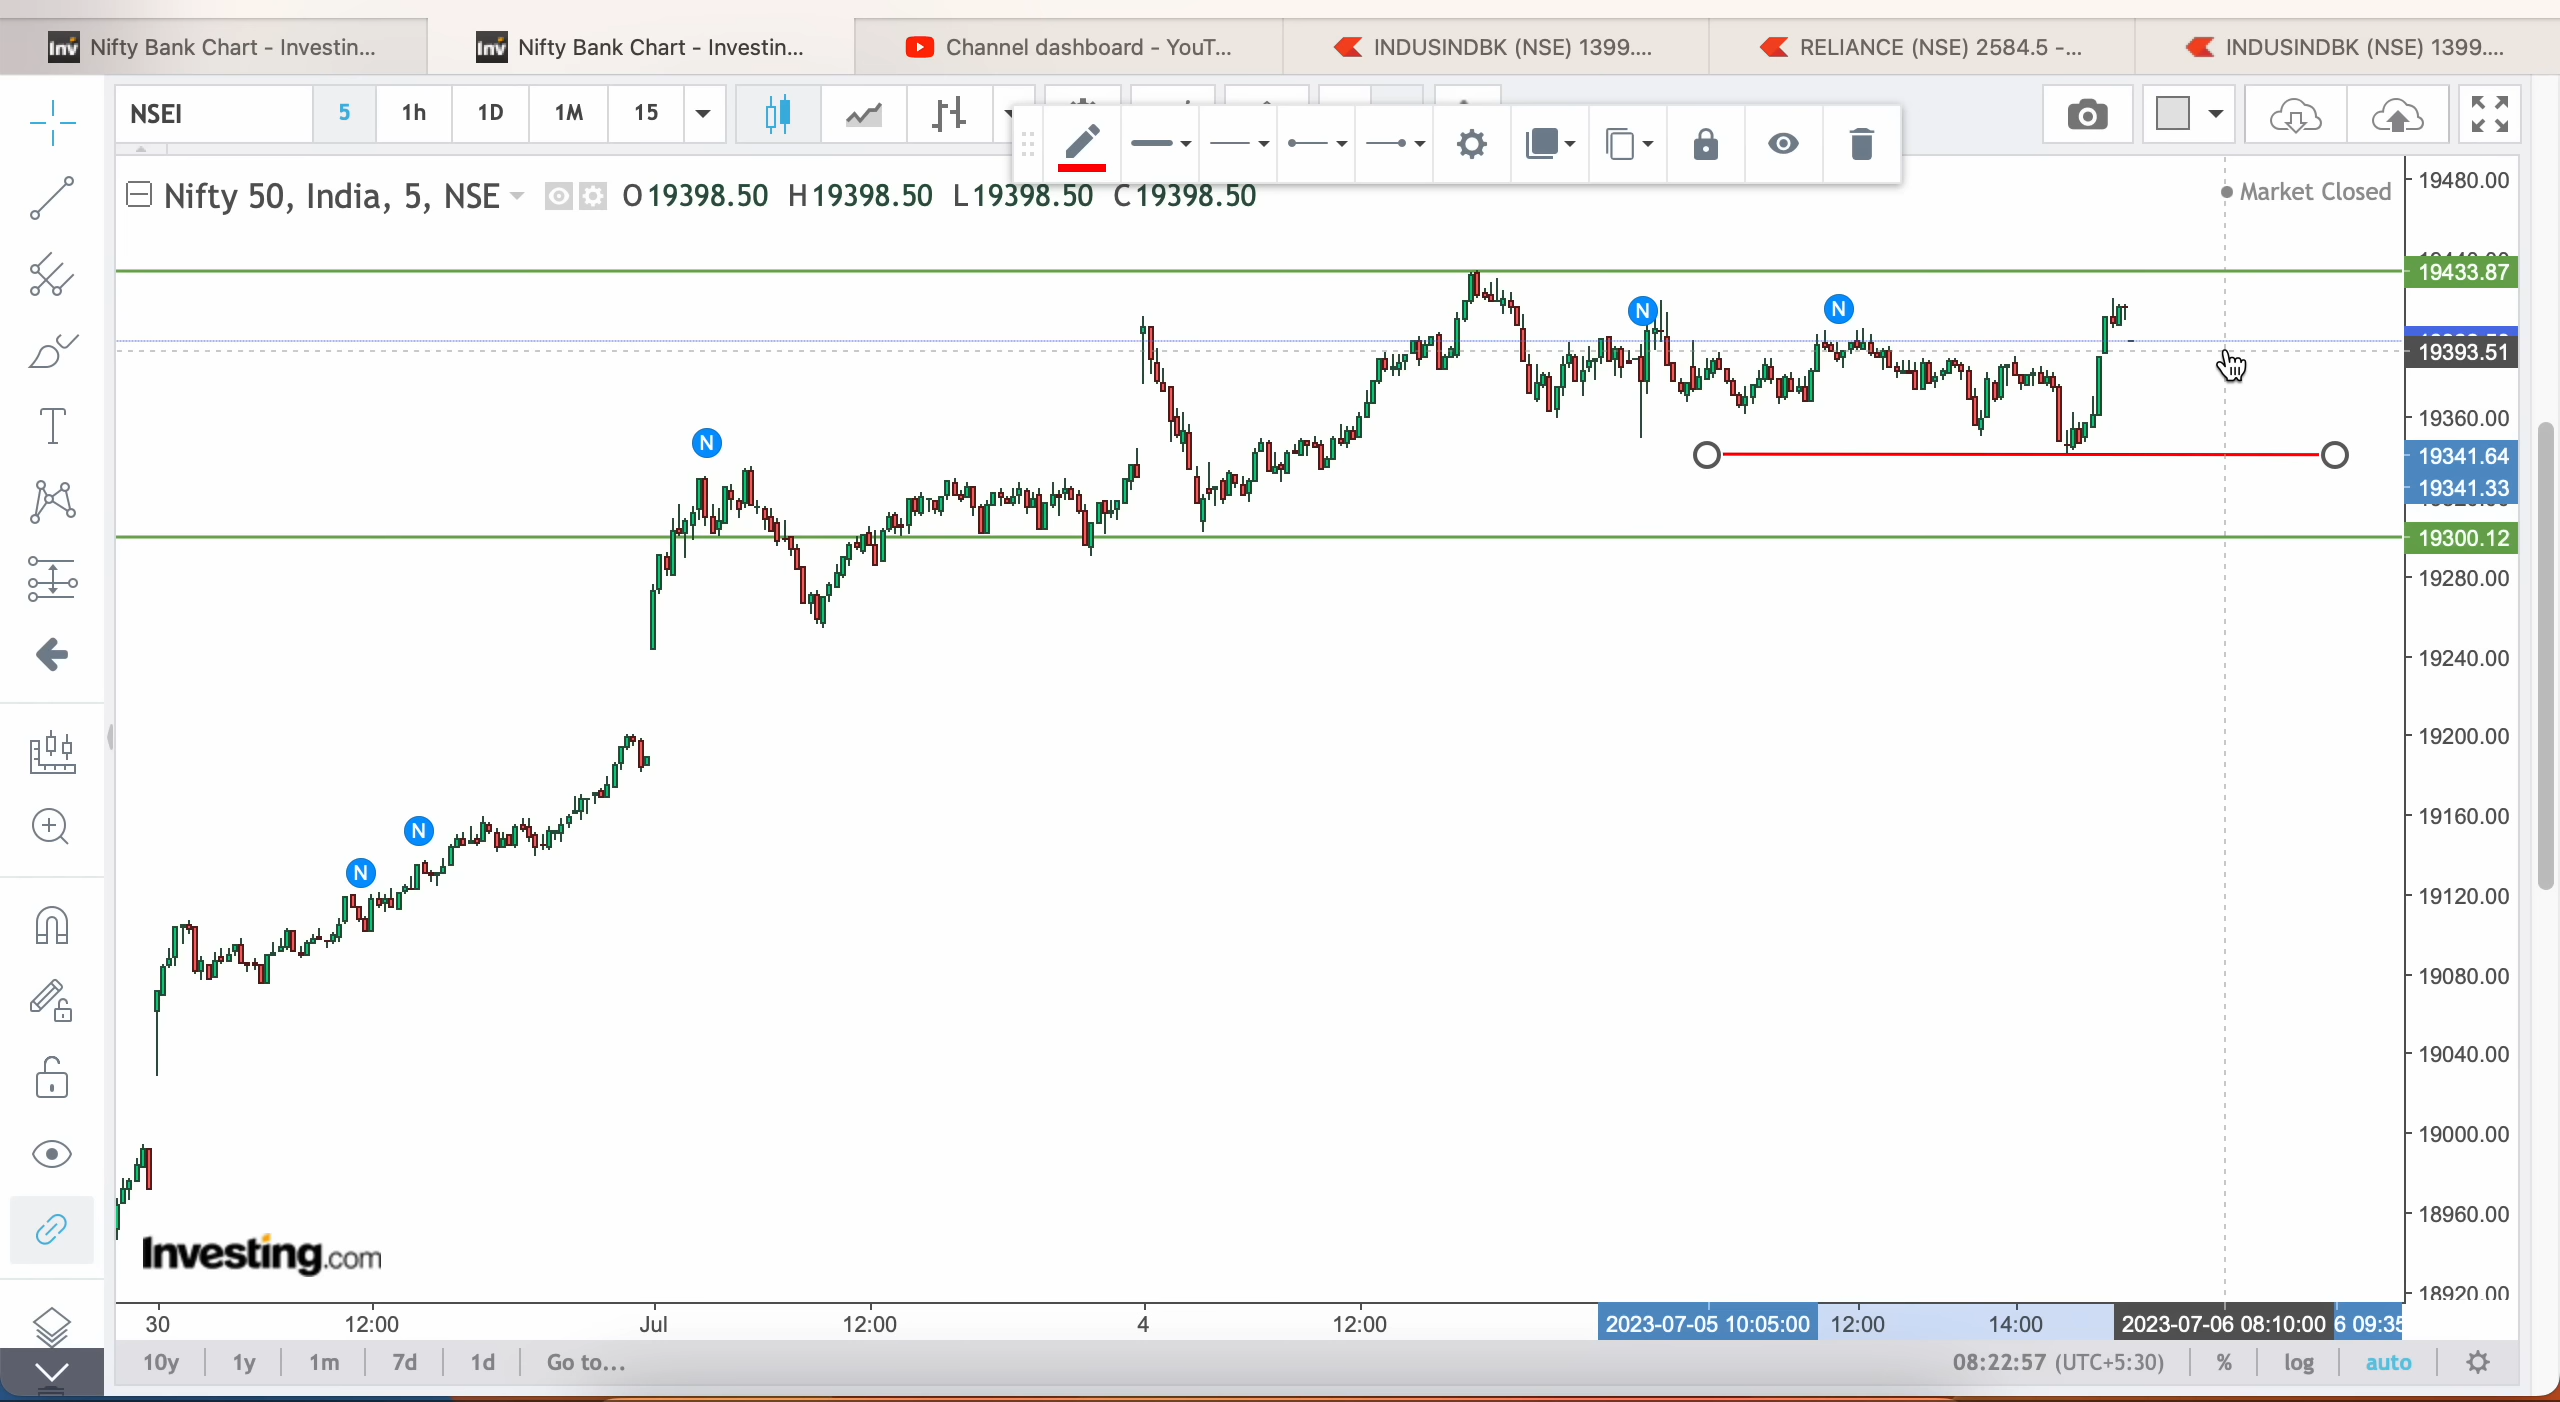 Nifty Bank Chart - Investin...
Nifty Bank Chart - Investin...
Channel dashboard - YouT...
INDUSINDBK (NSE) 1399....
RELIANCE (NSE) 2584.5 -...
INDUSINDBK (NSE) 1399....
NSEI 5 1h 1D 1M 15
Nifty 50, India, 5, NSE O19398.50 H19398.50 L19398.50 C19398.50
Market Closed
19480.00
19433.87
19393.51
19360.00
19341.64
19341.33
19300.12
19280.00
19240.00
19200.00
19160.00
19120.00
19080.00
19040.00
19000.00
18960.00
18920.00
N
N
N
N
N
Investing.com
30 12:00 Jul 12:00 4 12:00 2023-07-05 10:05:00 12:00 14:00 2023-07-06 08:10:00 6 09:35
10y 1y 1m 7d 1d Go to... 08:22:57 (UTC+5:30) % log auto